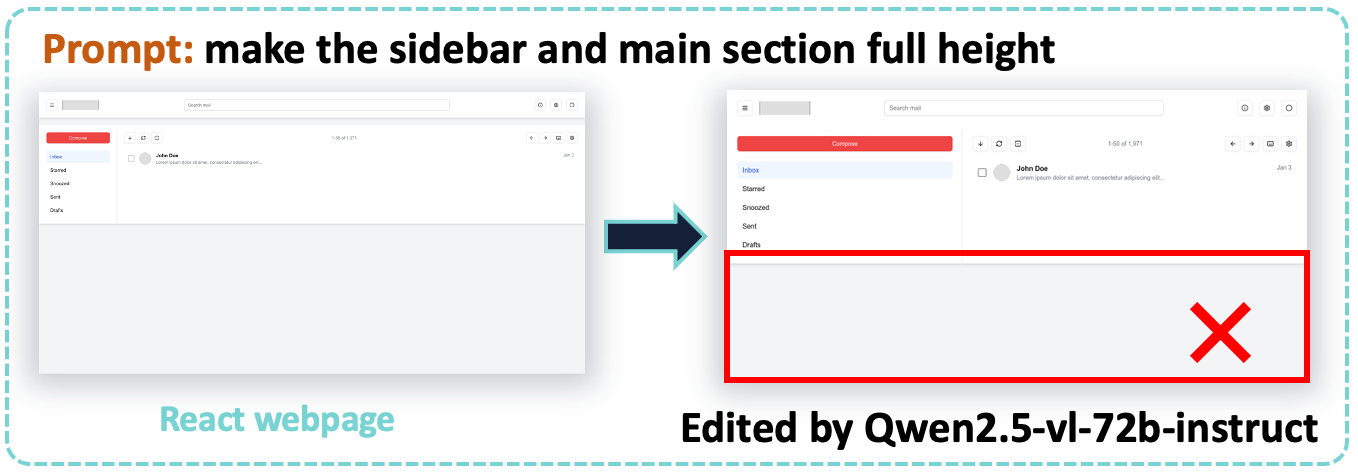 Prompt: make the sidebar and main section full height
Search mail
Compose
1-50 of 1,971
Inbox
John Doe
Jan 3
Lorem ipsum dolor sit amet, consectetur adipiscing elit...
Starred
Snoozed
Sent
Drafts
Search mail
Compose
1-50 of 1,971
Inbox
John Doe
Jan 3
Lorem ipsum dolor sit amet, consectetur adipiscing elit...
Starred
Snoozed
Sent
Drafts
React webpage
Edited by Qwen2.5-vl-72b-instruct